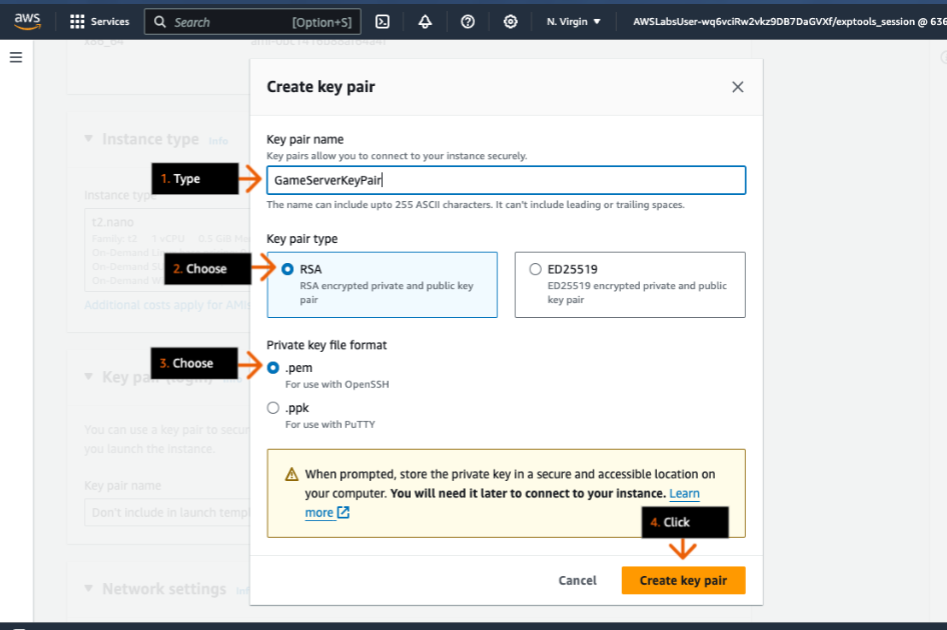 aws
Services
Search
[Option+S]
N. Virgin
AWSLabsUser-wq6vciRw2vkz9DB7DaGVXf/exptools_session @ 636
x86_64
Create key pair
Key pair name
Key pairs allow you to connect to your instance securely.
1. Type
GameServerKeyPair
The name can include upto 255 ASCII characters. It can't include leading or trailing spaces.
Key pair type
2. Choose
RSA
RSA encrypted private and public key
pair
ED25519
ED25519 encrypted private and public
key pair
Private key file format
3. Choose
.pem
For use with OpenSSH
.ppk
For use with PuTTY
When prompted, store the private key in a secure and accessible location on
your computer. You will need it later to connect to your instance. Learn
more
4. Click
Cancel
Create key pair
Instance type Info
Instance type
t2.nano
Family: t2 1 vCPU 0.5 GiB
On-Demand
On-Demand
On-Demand
On-Demand
Additional costs apply for
Key pair (login)
You can use a key pair to
you launch the instance.
Key pair name
Don't include in launch
Network settings